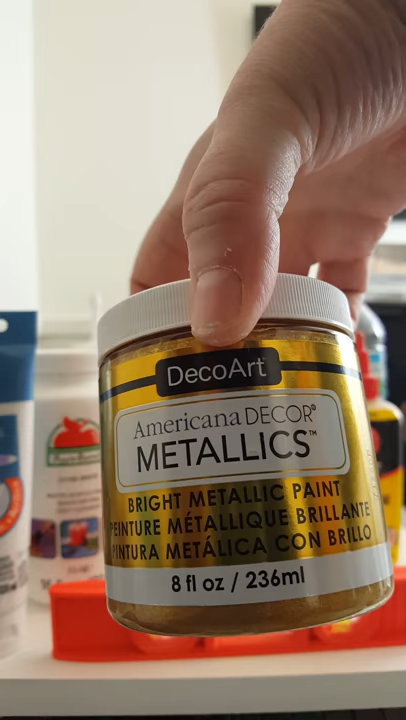 DecoArt
Americana DECOR®
METALLICS™
BRIGHT METALLIC PAINT
PEINTURE MÉTALLIQUE BRILLANTE
PINTURA METÁLICA CON BRILLO
8 fl oz / 236ml